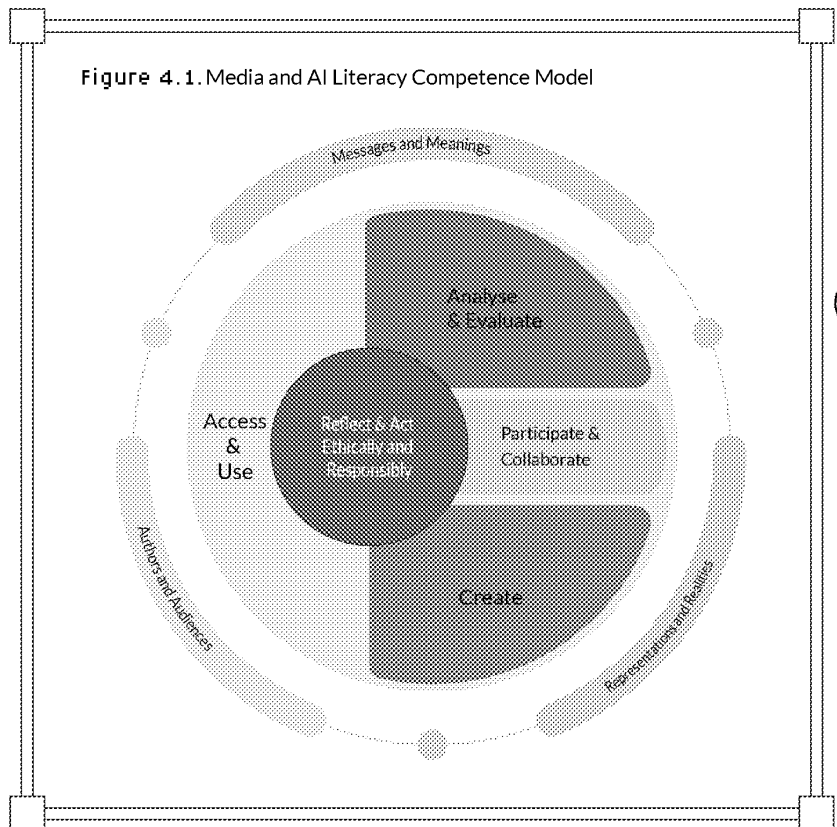 Figure 4.1. Media and AI Literacy Competence Model
Messages and Meanings
Analyse
& Evaluate
Access
&
Use
Reflect & Act
Ethically and
Responsibly
Participate &
Collaborate
Create
Authors and Audiences
Representations and Realities